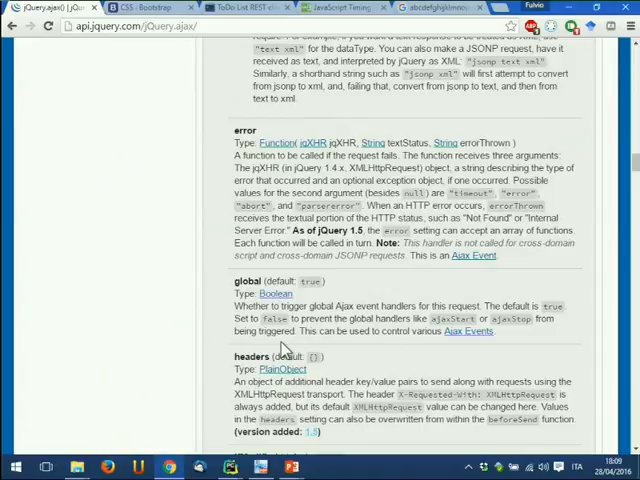 jQuery.ajax() | jQuery
CSS · Bootstrap
ToDo List REST clien
JavaScript Timing
abcdefghijklmno
Fulvio
api.jquery.com/jQuery.ajax/
"text xml" for the dataType. You can also make a JSONP request, have it
received as text, and interpreted by jQuery as XML: "jsonp text xml"
Similarly, a shorthand string such as "jsonp xml" will first attempt to convert
from jsonp to xml, and, failing that, convert from jsonp to text, and then from
text to xml.
error
Type: Function( jqXHR jqXHR, String textStatus, String errorThrown )
A function to be called if the request fails. The function receives three arguments:
The jqXHR (in jQuery 1.4 x, XMLHttpRequest) object, a string describing the type of
error that occurred and an optional exception object, if one occurred. Possible
values for the second argument (besides null) are "timeout", "error",
"abort", and "parsererror". When an HTTP error occurs, errorThrown
receives the textual portion of the HTTP status, such as "Not Found" or "Internal
Server Error." As of jQuery 1.5, the error setting can accept an array of functions.
Each function will be called in turn. Note: This handler is not called for cross-domain
script and cross-domain JSONP requests. This is an Ajax Event.
global (default: true)
Type: Boolean
Whether to trigger global Ajax event handlers for this request. The default is true.
Set to false to prevent the global handlers like ajaxStart or ajaxStop from
being triggered. This can be used to control various Ajax Events.
headers (default: {})
Type: PlainObject
An object of additional header key/value pairs to send along with requests using the
XMLHttpRequest transport. The header X-Requested-With: XMLHttpRequest is
always added, but its default XMLHttpRequest value can be changed here. Values
in the headers setting can also be overwritten from within the beforeSend function.
(version added: 1.5)
ITA
18:09
28/04/2016